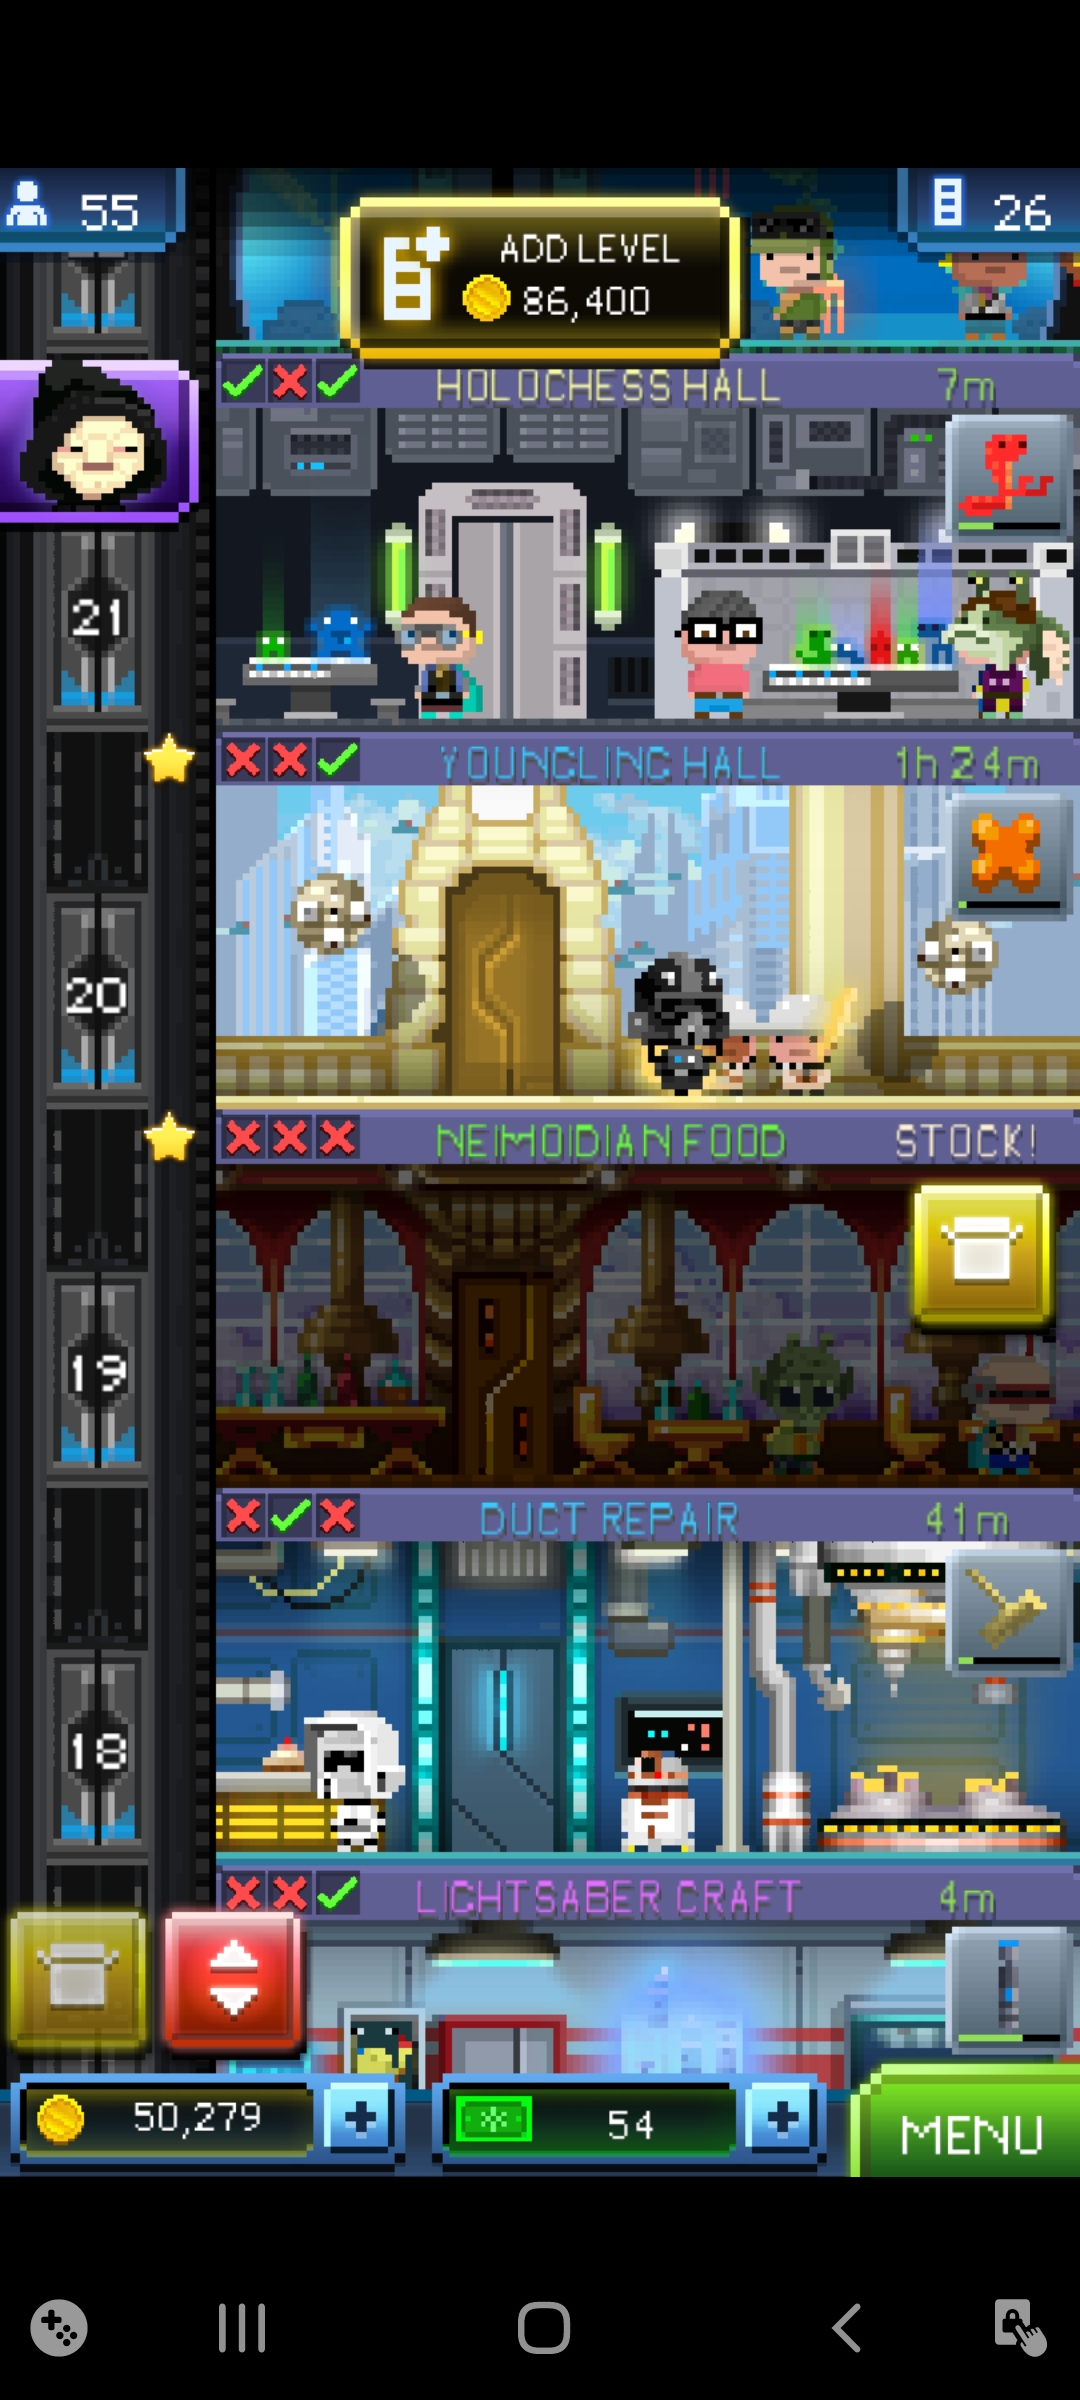 55
26
ADD LEVEL
86,400
HOLOCHESS HALL 7m
21
YOUNGLING HALL 1h 24m
20
NEIMOIDIAN FOOD STOCK!
19
DUCT REPAIR 41m
18
LIGHTSABER CRAFT 4m
50,279
54
MENU